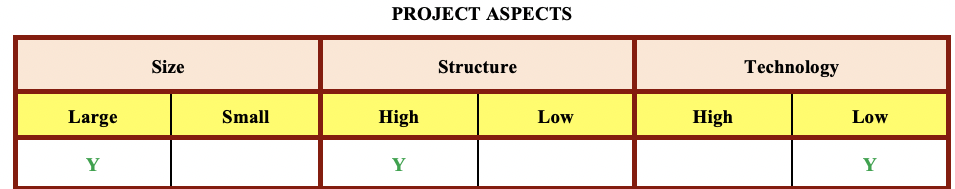 PROJECT ASPECTS
Size Structure Technology
Large Small High Low High Low
Y Y Y